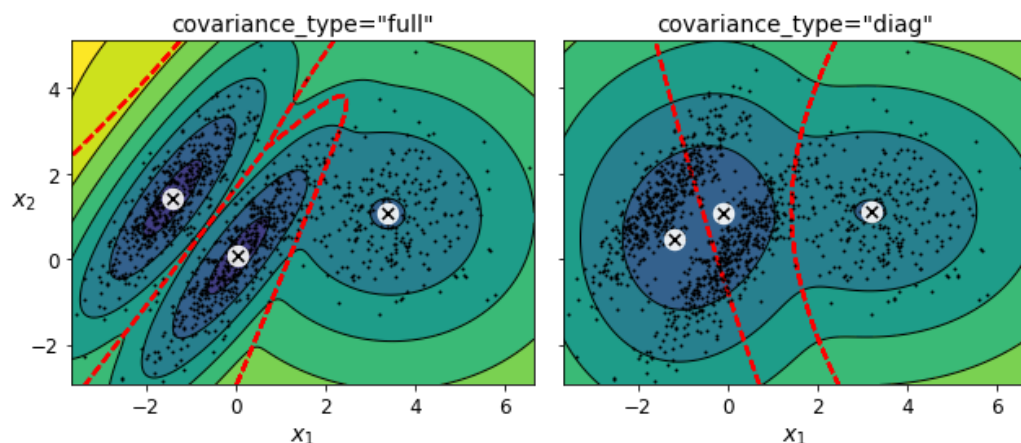 covariance_type="full" covariance_type="diag"
4
2
x₂
0
−2
−2 0 2 4 6 −2 0 2 4 6
x₁ x₁